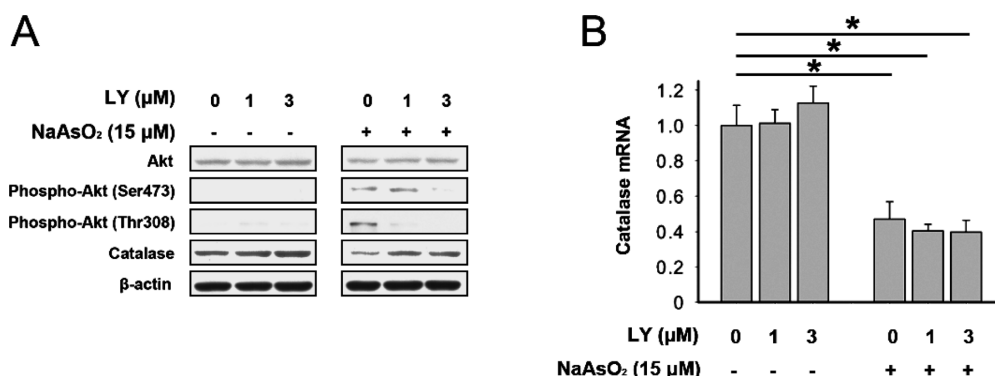 A
LY (μM) 0 1 3 0 1 3
NaAsO₂ (15 μM) - - - + + +
Akt
Phospho-Akt (Ser473)
Phospho-Akt (Thr308)
Catalase
β-actin
B
*
*
*
Catalase mRNA
1.2
1.0
0.8
0.6
0.4
0.2
0
LY (μM) 0 1 3 0 1 3
NaAsO₂ (15 μM) - - - + + +